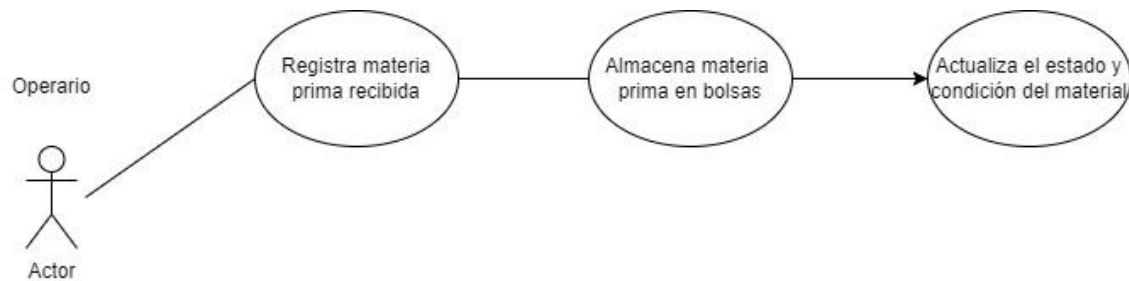 Operario
Actor
Registra materia
prima recibida
Almacena materia
prima en bolsas
Actualiza el estado y
condición del material